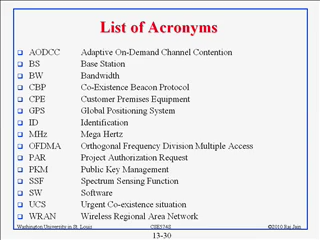 List of Acronyms
AODCC Adaptive On-Demand Channel Contention
BS Base Station
BW Bandwidth
CBP Co-Existence Beacon Protocol
CPE Customer Premises Equipment
GPS Global Positioning System
ID Identification
MHz Mega Hertz
OFDMA Orthogonal Frequency Division Multiple Access
PAR Project Authorization Request
PKM Public Key Management
SSF Spectrum Sensing Function
SW Software
UCS Urgent Co-existence situation
WRAN Wireless Regional Area Network
Washington University in St. Louis CSE574S ©2010 Raj Jain
13-30